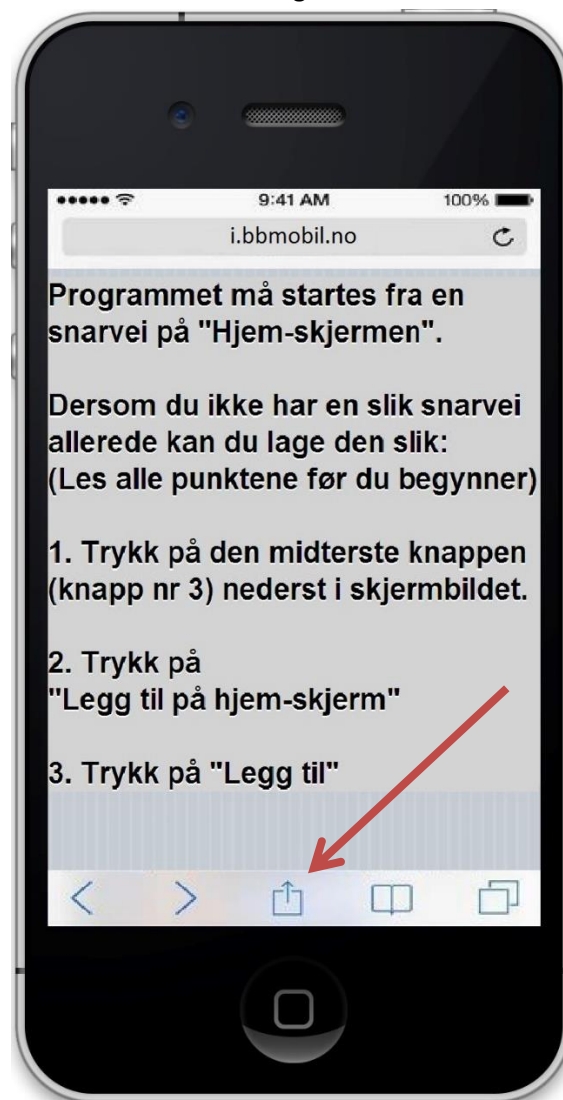 9:41 AM
100%
i.bbmobil.no
Programmet må startes fra en
snarvei på "Hjem-skjermen".
Dersom du ikke har en slik snarvei
allerede kan du lage den slik:
(Les alle punktene før du begynner)
1. Trykk på den midterste knappen
(knapp nr 3) nederst i skjermbildet.
2. Trykk på
"Legg til på hjem-skjerm"
3. Trykk på "Legg til"